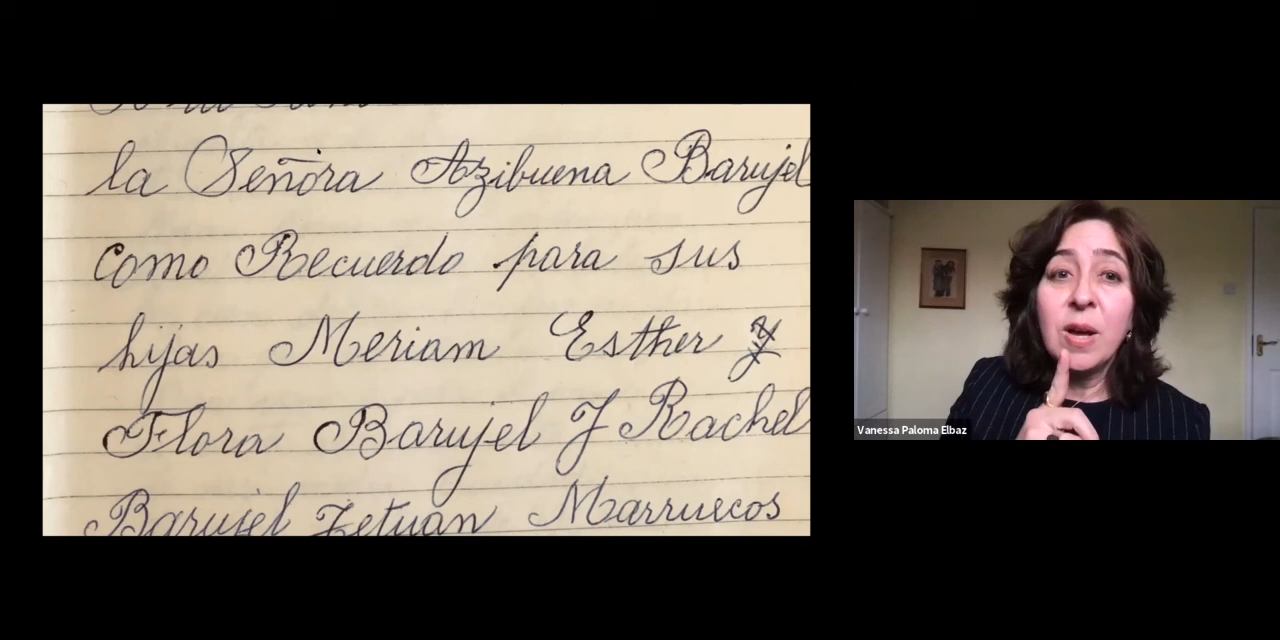 la Señora Azibuena Barujel
como Recuerdo para sus
hijas Meriam Esther y
Flora Barujel y Rachel
Barujel Tetuan Marruecos
Vanessa Paloma Elbaz